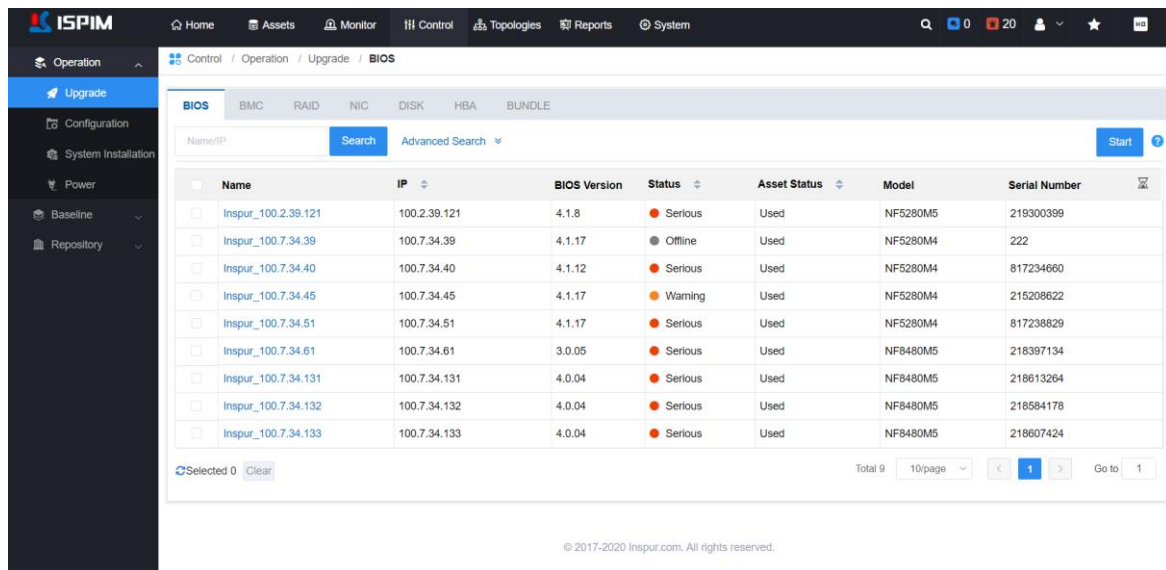 ISPIM Home Assets Monitor Control Topologies Reports System 0 20 HD
Operation
Upgrade
Configuration
System Installation
Power
Baseline
Repository
Control / Operation / Upgrade / BIOS
BIOS BMC RAID NIC DISK HBA BUNDLE
Name/IP Search Advanced Search Start ?
Name IP BIOS Version Status Asset Status Model Serial Number
Inspur_100.2.39.121 100.2.39.121 4.1.8 Serious Used NF5280M5 219300399
Inspur_100.7.34.39 100.7.34.39 4.1.17 Offline Used NF5280M4 222
Inspur_100.7.34.40 100.7.34.40 4.1.12 Serious Used NF5280M4 817234660
Inspur_100.7.34.45 100.7.34.45 4.1.17 Warning Used NF5280M4 215208622
Inspur_100.7.34.51 100.7.34.51 4.1.17 Serious Used NF5280M4 817238829
Inspur_100.7.34.61 100.7.34.61 3.0.05 Serious Used NF8480M5 218397134
Inspur_100.7.34.131 100.7.34.131 4.0.04 Serious Used NF8480M5 218613264
Inspur_100.7.34.132 100.7.34.132 4.0.04 Serious Used NF8480M5 218584178
Inspur_100.7.34.133 100.7.34.133 4.0.04 Serious Used NF8480M5 218607424
Selected 0 Clear Total 9 10/page < 1 > Go to 1
© 2017-2020 Inspur.com. All rights reserved.